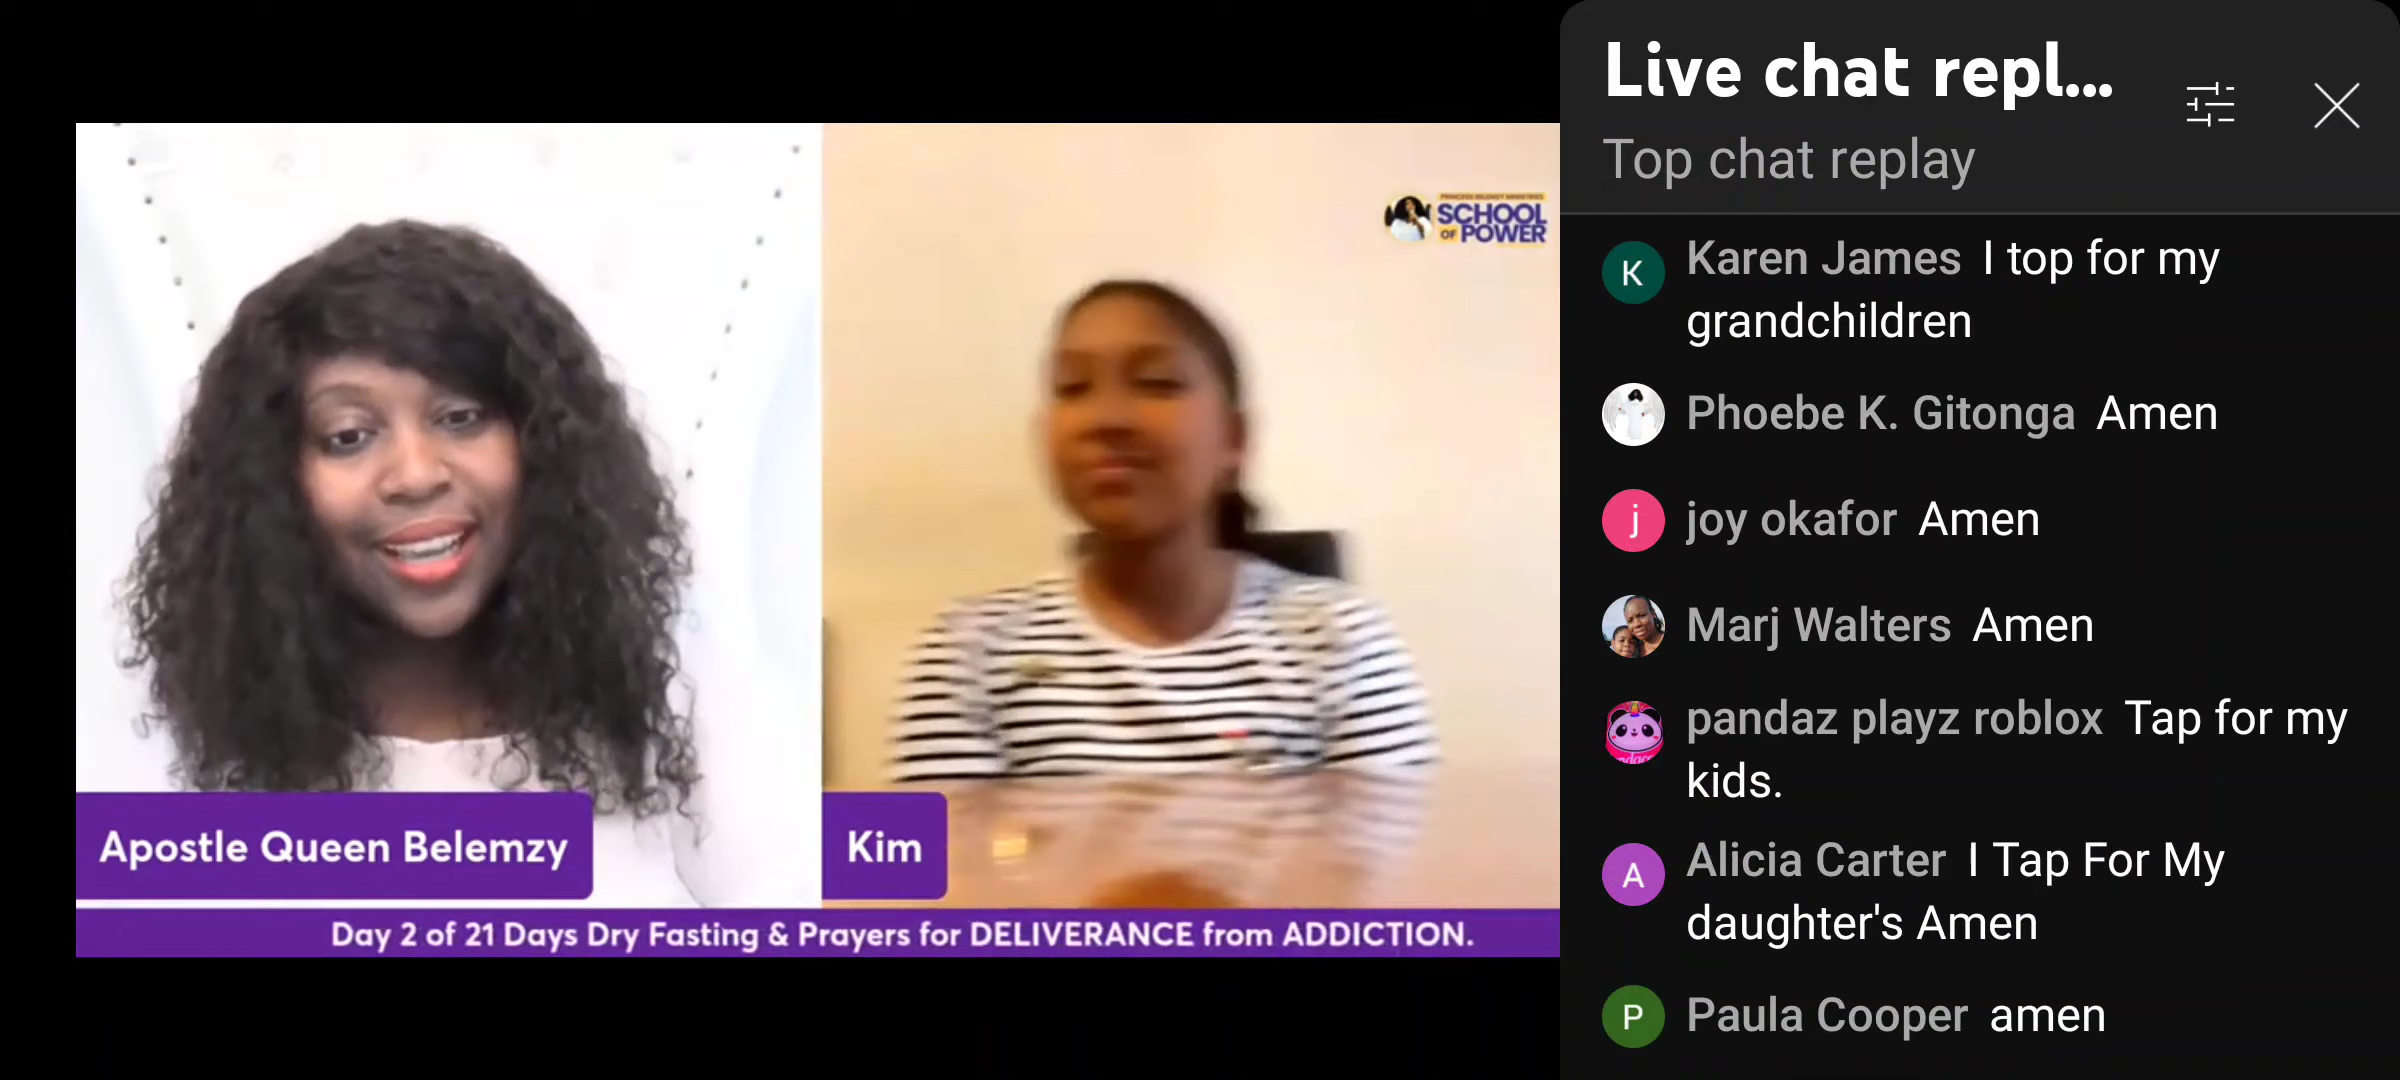 PRINCESS BELEMZY MINISTRIES
SCHOOL
OF POWER
Apostle Queen Belemzy
Kim
Day 2 of 21 Days Dry Fasting & Prayers for DELIVERANCE from ADDICTION.
Live chat repl...
Top chat replay
K
Karen James I top for my
grandchildren
Phoebe K. Gitonga Amen
j
joy okafor Amen
Marj Walters Amen
pandaz playz roblox Tap for my
kids.
A
Alicia Carter I Tap For My
daughter's Amen
P
Paula Cooper amen